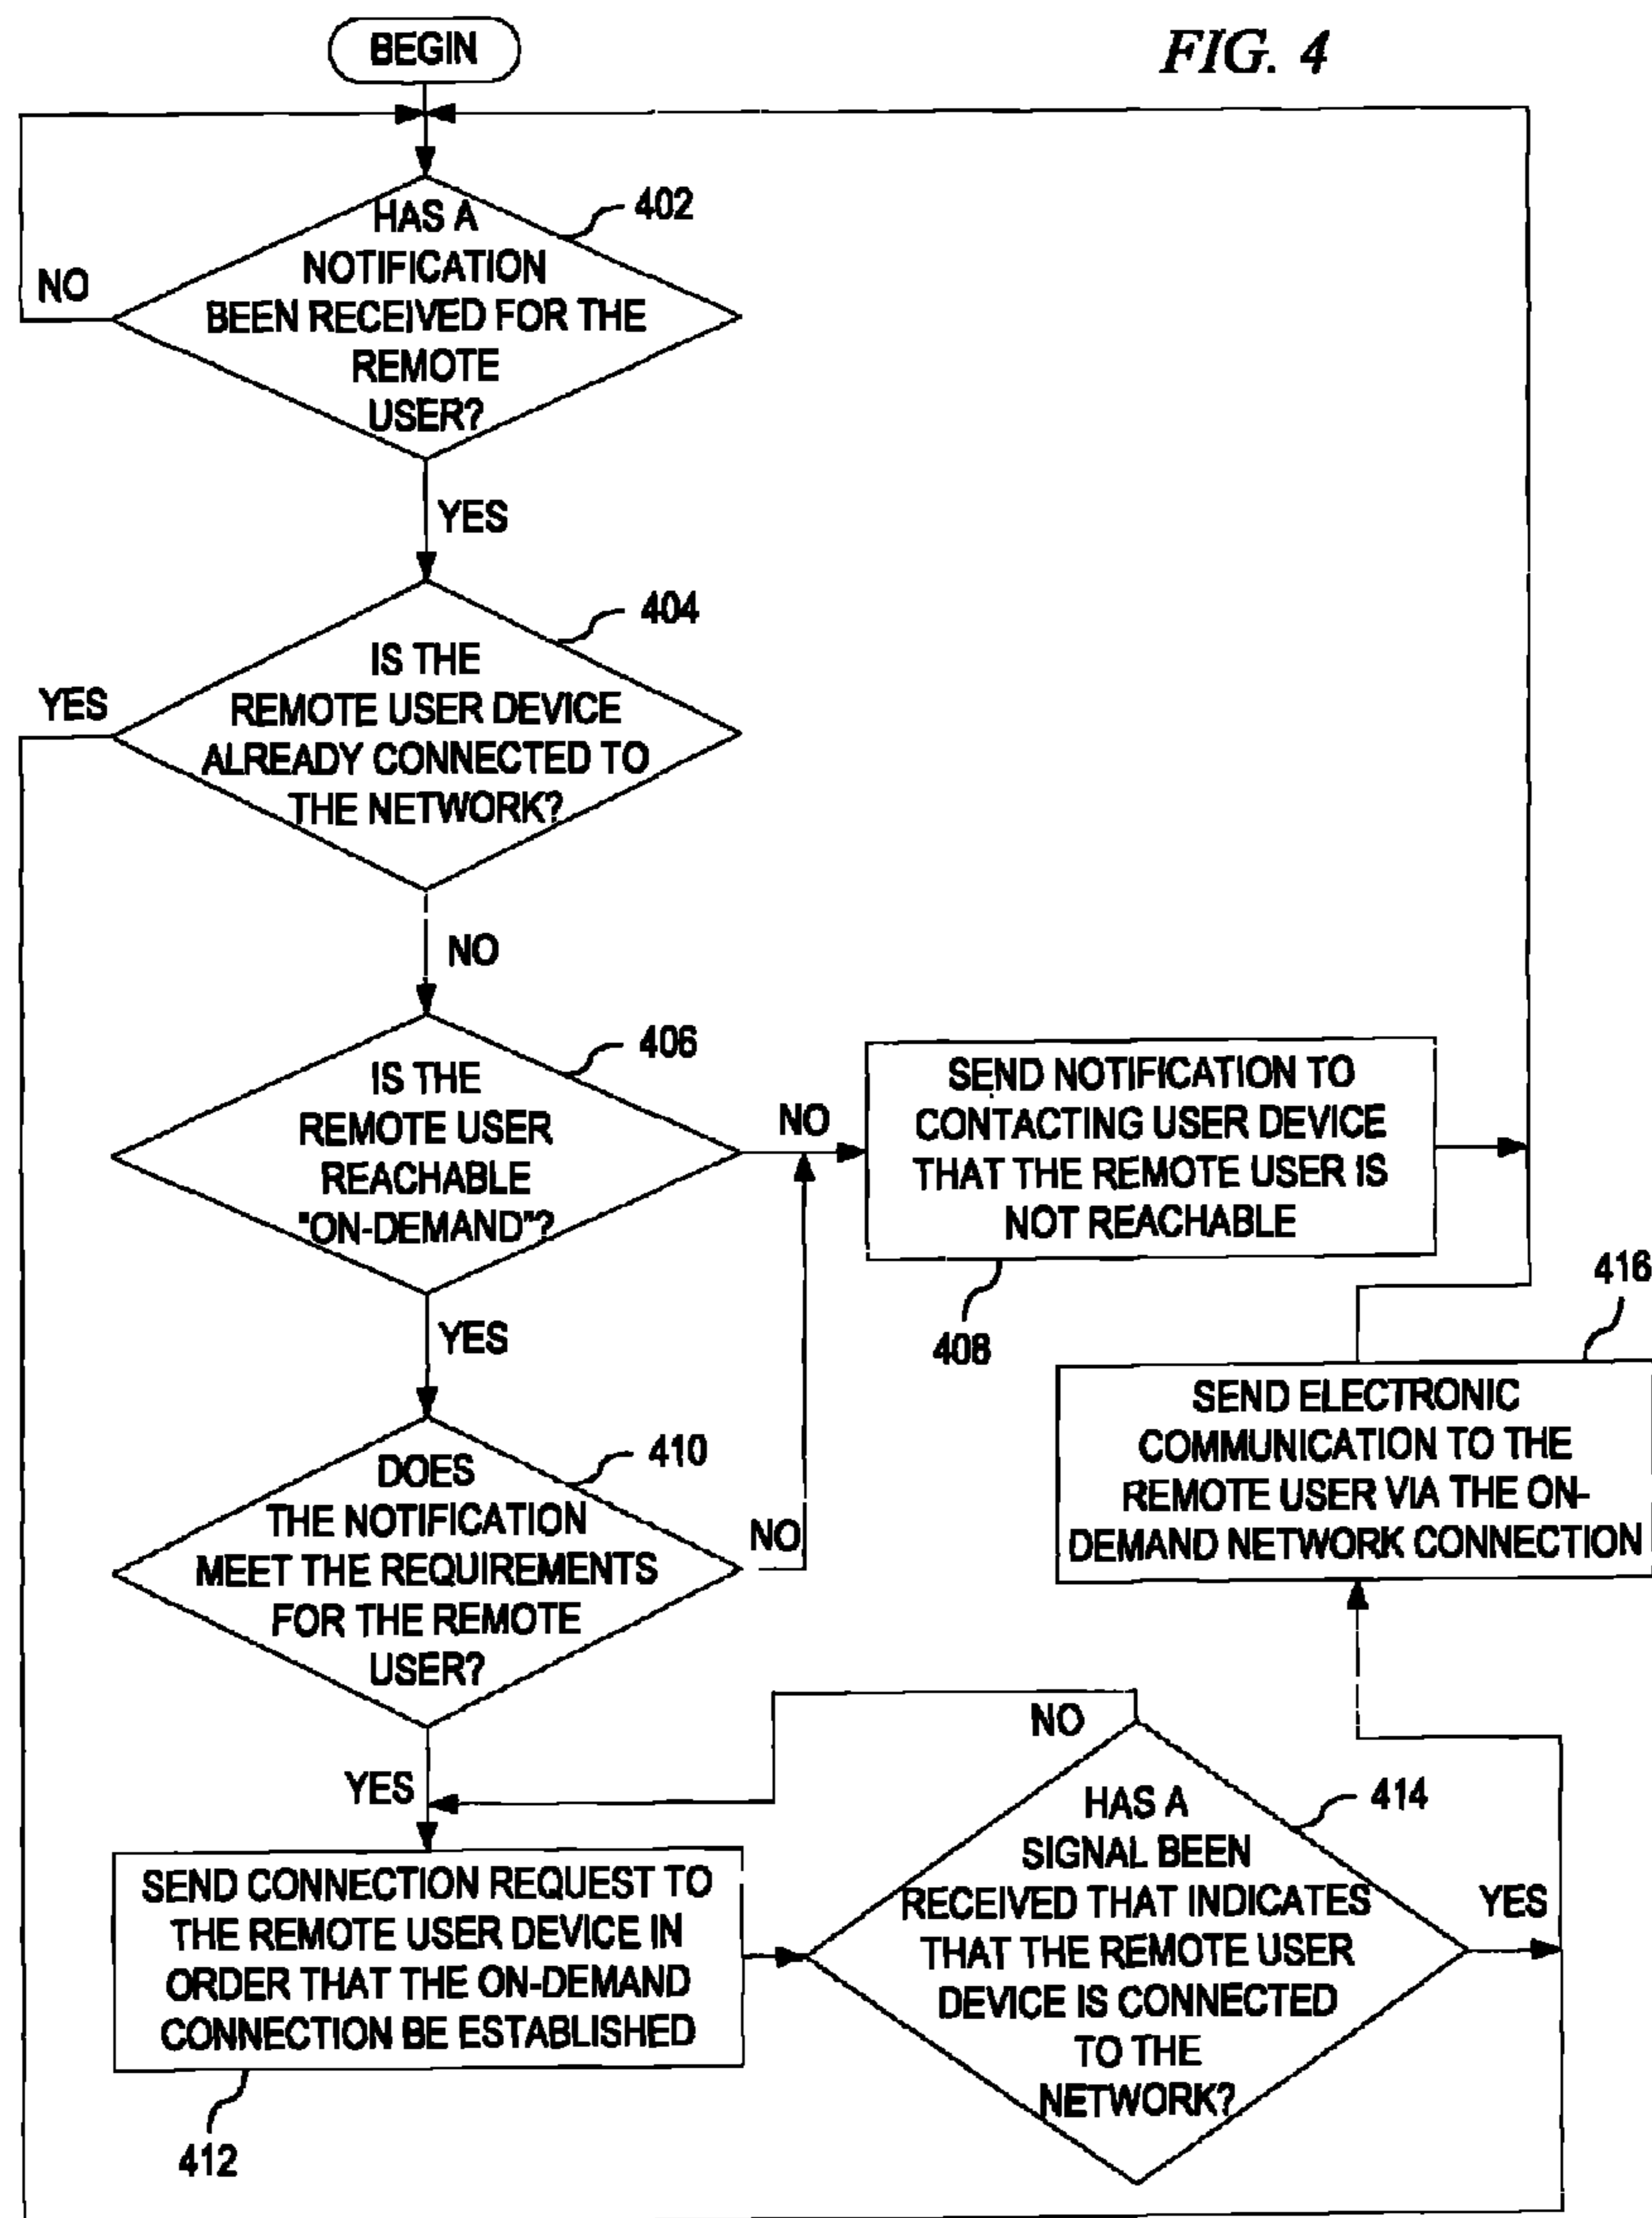 BEGIN
FIG. 4
HAS A
NOTIFICATION
BEEN RECEIVED FOR THE
REMOTE
USER?
402
NO
YES
IS THE
REMOTE USER DEVICE
ALREADY CONNECTED TO
THE NETWORK?
404
YES
NO
IS THE
REMOTE USER
REACHABLE
"ON-DEMAND"?
406
NO
SEND NOTIFICATION TO
CONTACTING USER DEVICE
THAT THE REMOTE USER IS
NOT REACHABLE
408
YES
DOES
THE NOTIFICATION
MEET THE REQUIREMENTS
FOR THE REMOTE
USER?
410
NO
416
SEND ELECTRONIC
COMMUNICATION TO THE
REMOTE USER VIA THE ON-
DEMAND NETWORK CONNECTION
YES
SEND CONNECTION REQUEST TO
THE REMOTE USER DEVICE IN
ORDER THAT THE ON-DEMAND
CONNECTION BE ESTABLISHED
412
NO
HAS A
SIGNAL BEEN
RECEIVED THAT INDICATES
THAT THE REMOTE USER
DEVICE IS CONNECTED
TO THE
NETWORK?
414
YES